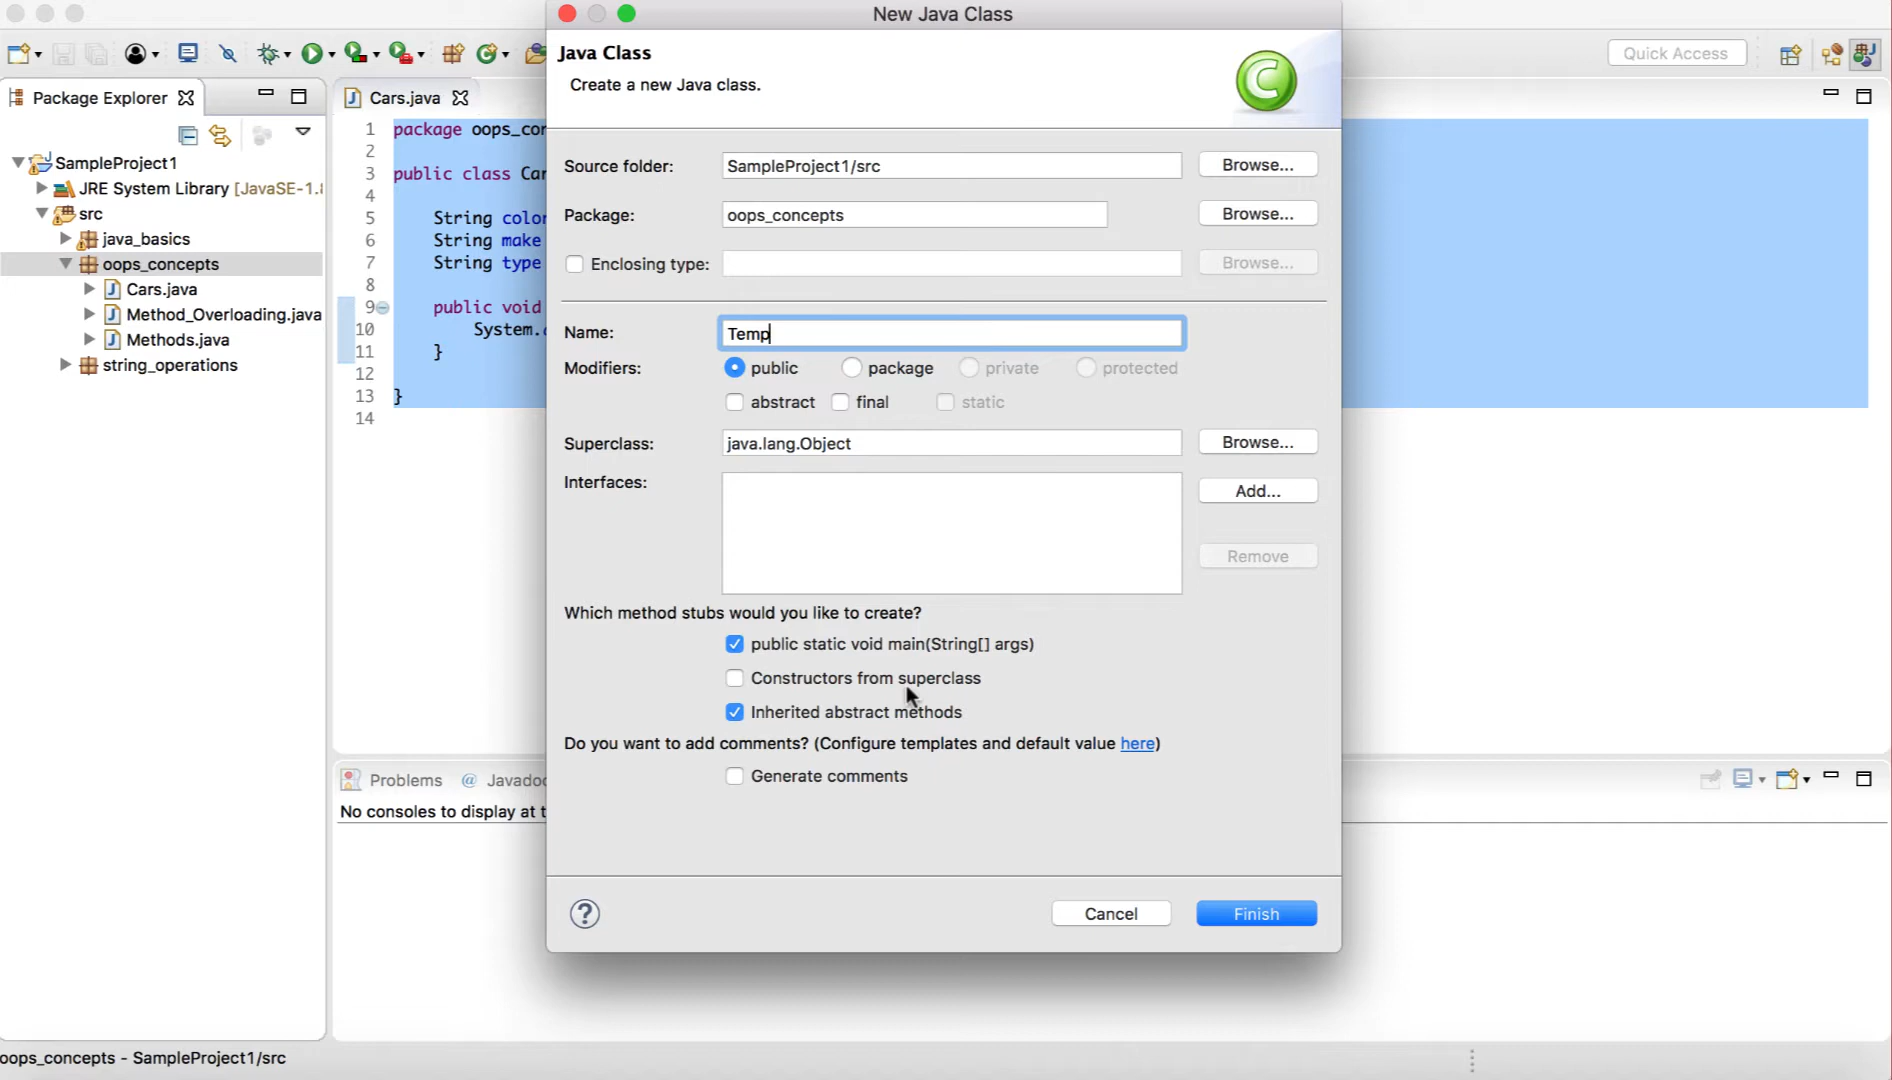 New Java Class
Java Class
Create a new Java class.
Quick Access
Package Explorer
SampleProject1
JRE System Library [JavaSE-1.8
src
java_basics
oops_concepts
Cars.java
Method_Overloading.java
Methods.java
string_operations
Cars.java
1 package oops_con
2
3 public class Car
4
5 String color
6 String make
7 String type
8
9 public void
10 System.
11 }
12
13 }
14
Source folder: SampleProject1/src Browse...
Package: oops_concepts Browse...
Enclosing type: Browse...
Name: Temp
Modifiers: public package private protected
abstract final static
Superclass: java.lang.Object Browse...
Interfaces: Add...
Remove
Which method stubs would you like to create?
public static void main(String[] args)
Constructors from superclass
Inherited abstract methods
Do you want to add comments? (Configure templates and default value here)
Generate comments
? Cancel Finish
Problems @ Javado
No consoles to display at t
oops_concepts - SampleProject1/src